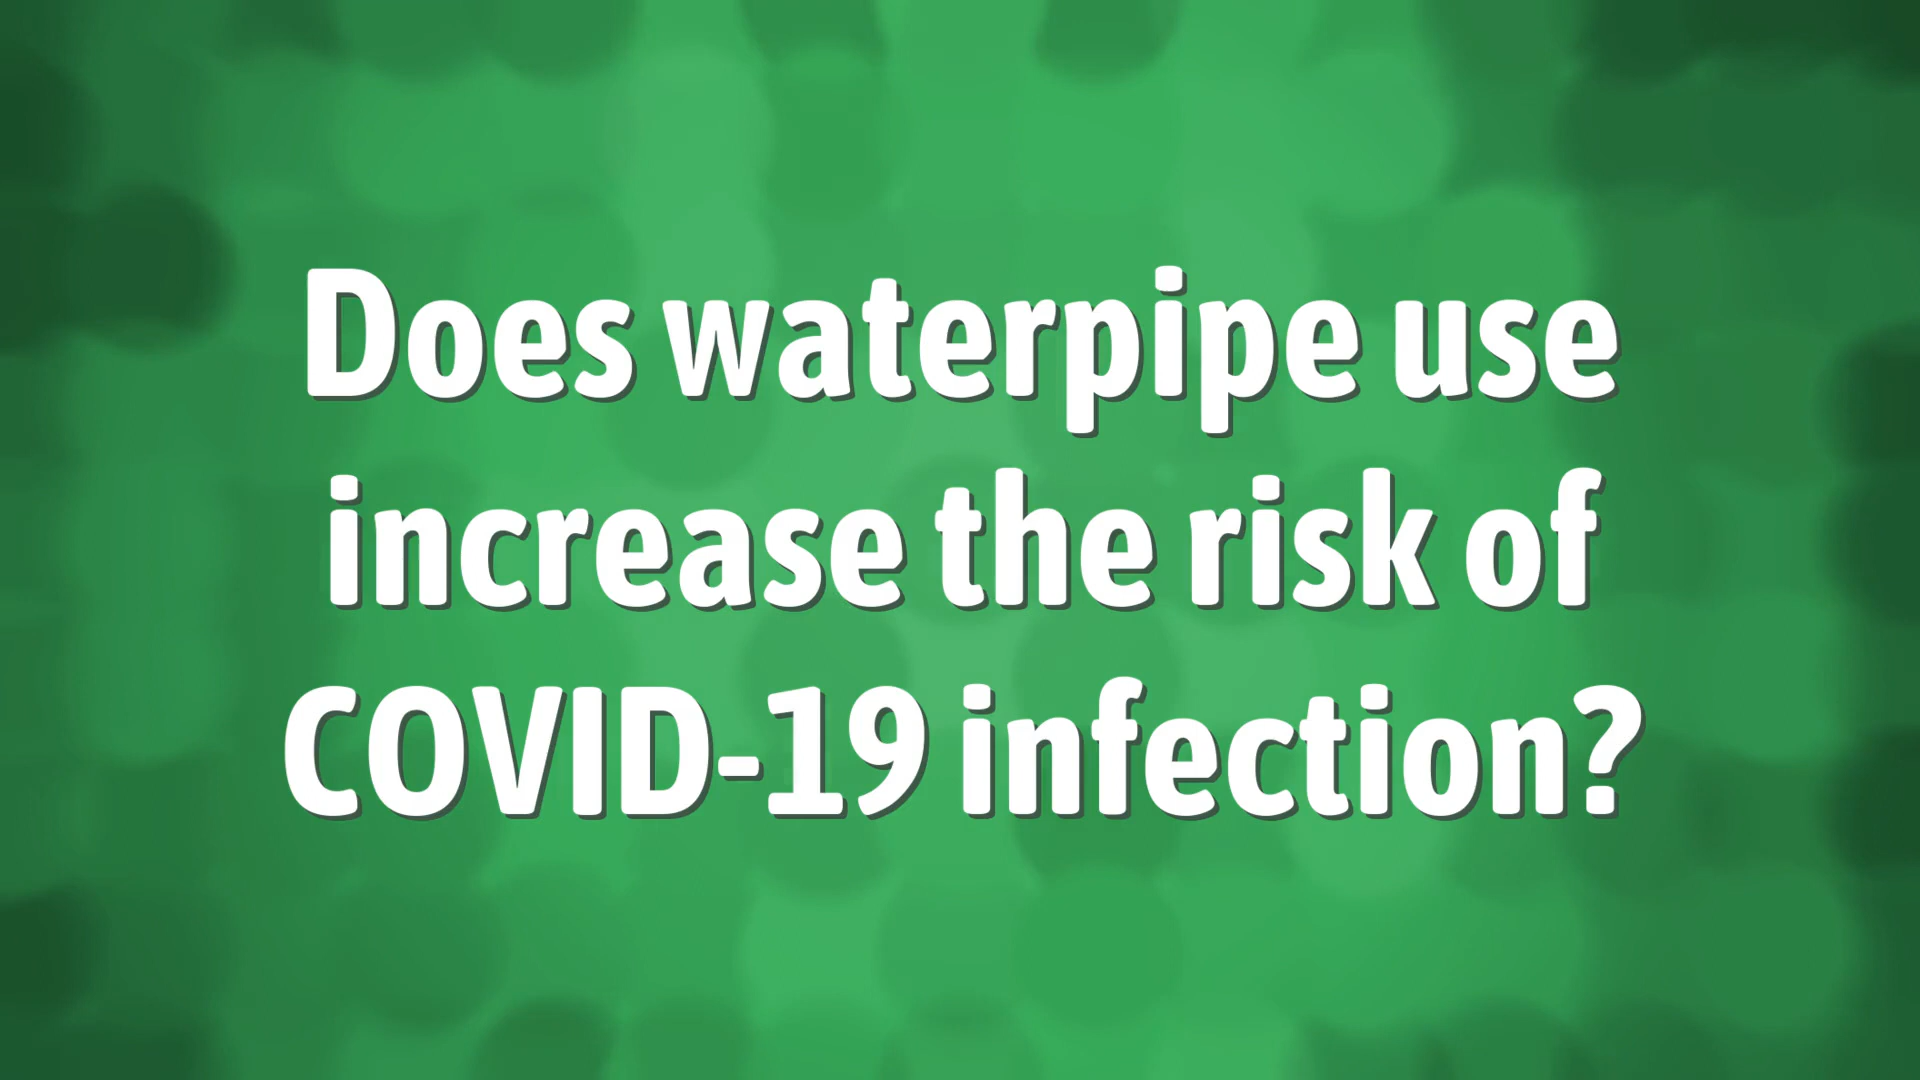 Does waterpipe use
increase the risk of
COVID-19 infection?